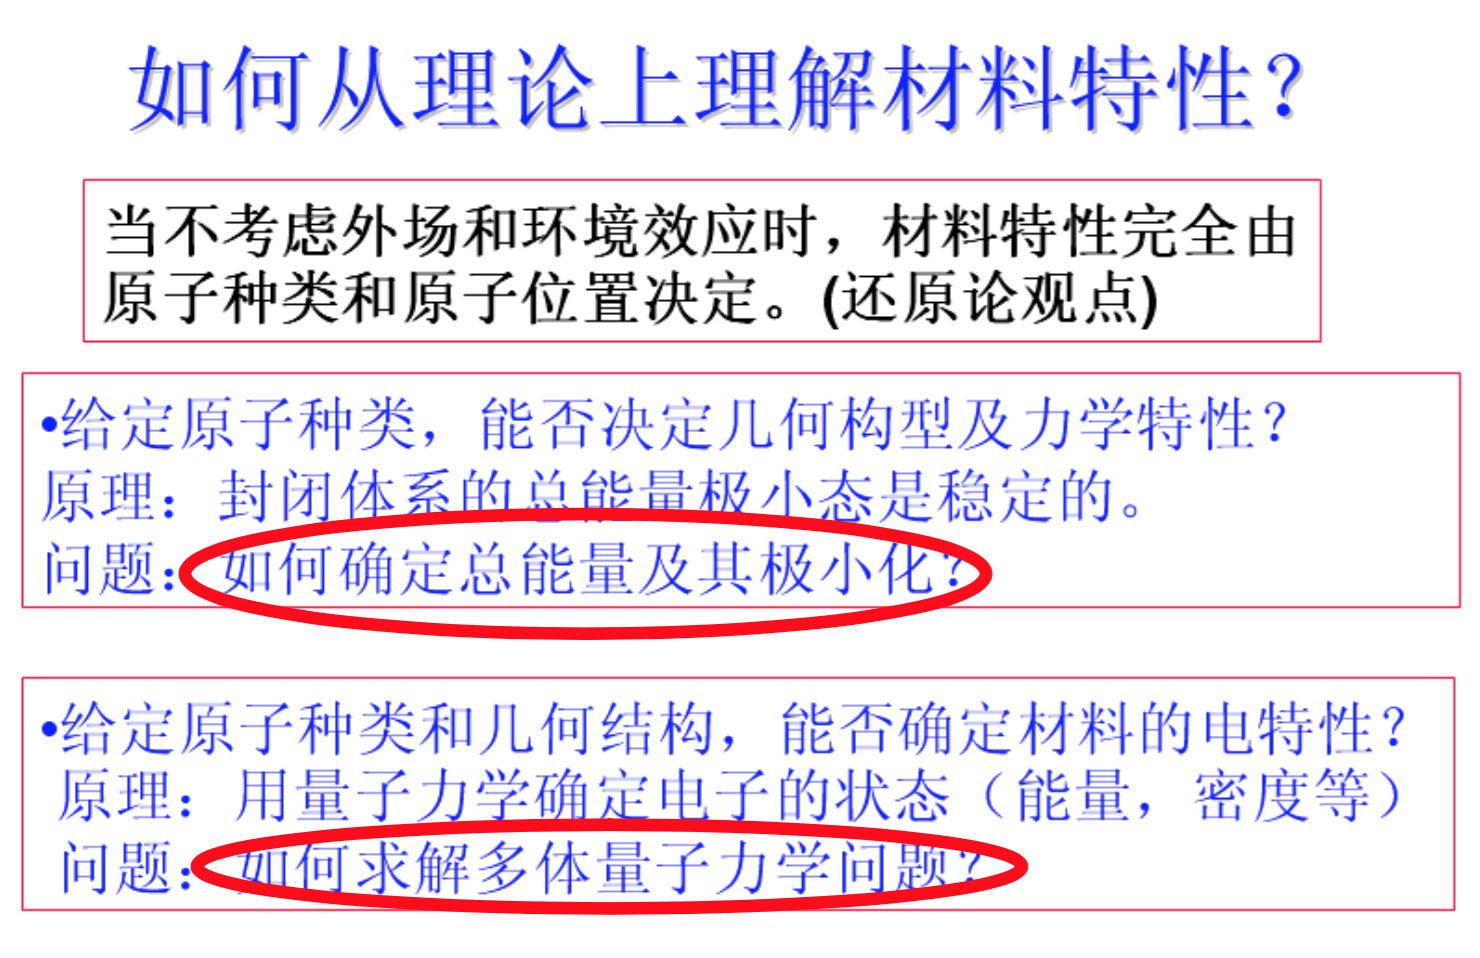 如何从理论上理解材料特性？
当不考虑外场和环境效应时，材料特性完全由
原子种类和原子位置决定。(还原论观点)
•给定原子种类，能否决定几何构型及力学特性？
原理：封闭体系的总能量极小态是稳定的。
问题：如何确定总能量及其极小化？
•给定原子种类和几何结构，能否确定材料的电特性？
原理：用量子力学确定电子的状态（能量，密度等）
问题：如何求解多体量子力学问题？